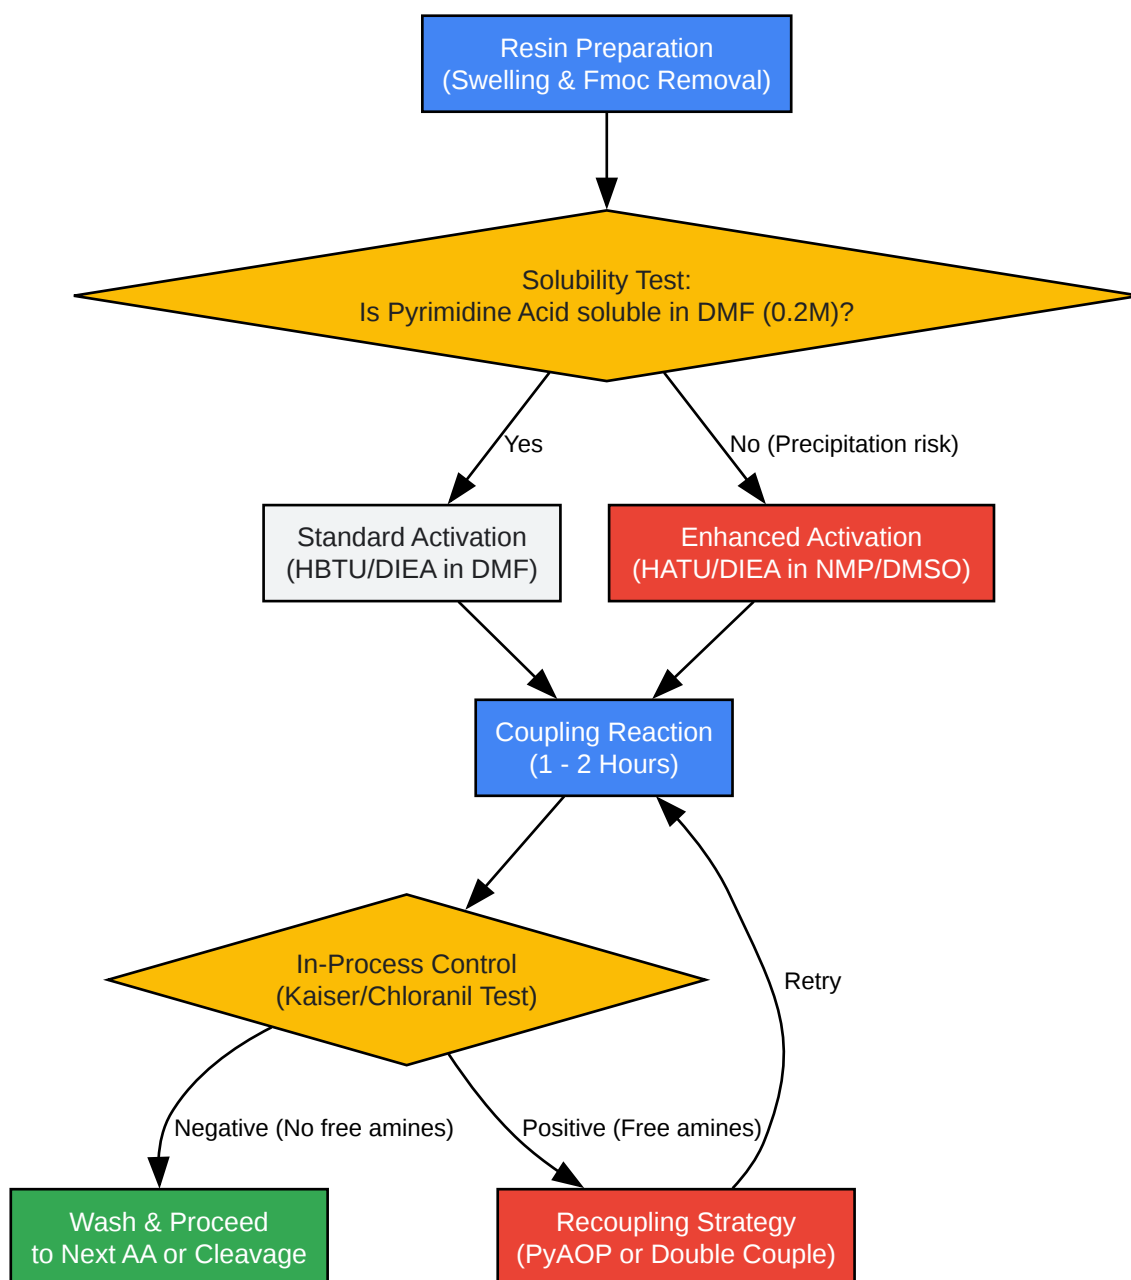 Resin Preparation
(Swelling & Fmoc Removal)
Solubility Test:
Is Pyrimidine Acid soluble in DMF (0.2M)?
Yes
No (Precipitation risk)
Standard Activation
(HBTU/DIEA in DMF)
Enhanced Activation
(HATU/DIEA in NMP/DMSO)
Coupling Reaction
(1 - 2 Hours)
In-Process Control
(Kaiser/Chloranil Test)
Retry
Negative (No free amines)
Positive (Free amines)
Wash & Proceed
to Next AA or Cleavage
Recoupling Strategy
(PyAOP or Double Couple)